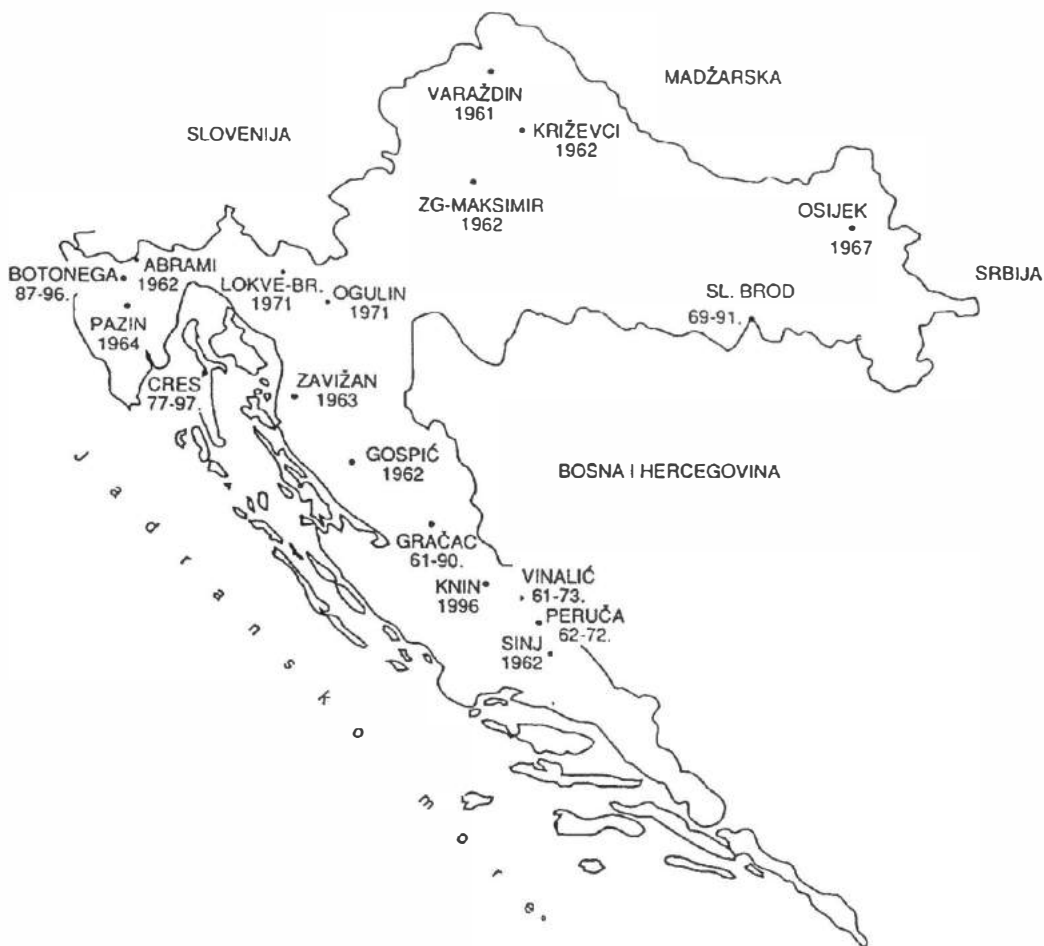 MADŽARSKA
VARAŽDIN
1961
SLOVENIJA
KRIŽEVCI
1962
ZG-MAKSIMIR
1962
OSIJEK
1967
ABRAMI
1962
BOTONEGA
87-96.
LOKVE-BR.
1971
OGULIN
1971
SRBIJA
SL. BROD
69-91.
PAZIN
1964
CRES
77-97.
ZAVIŽAN
1963
GOSPIĆ
1962
BOSNA I HERCEGOVINA
GRAČAC
61-90.
KNIN
1996
VINALIĆ
61-73.
PERUČA
62-72.
SINJ
1962
Jadransko more.